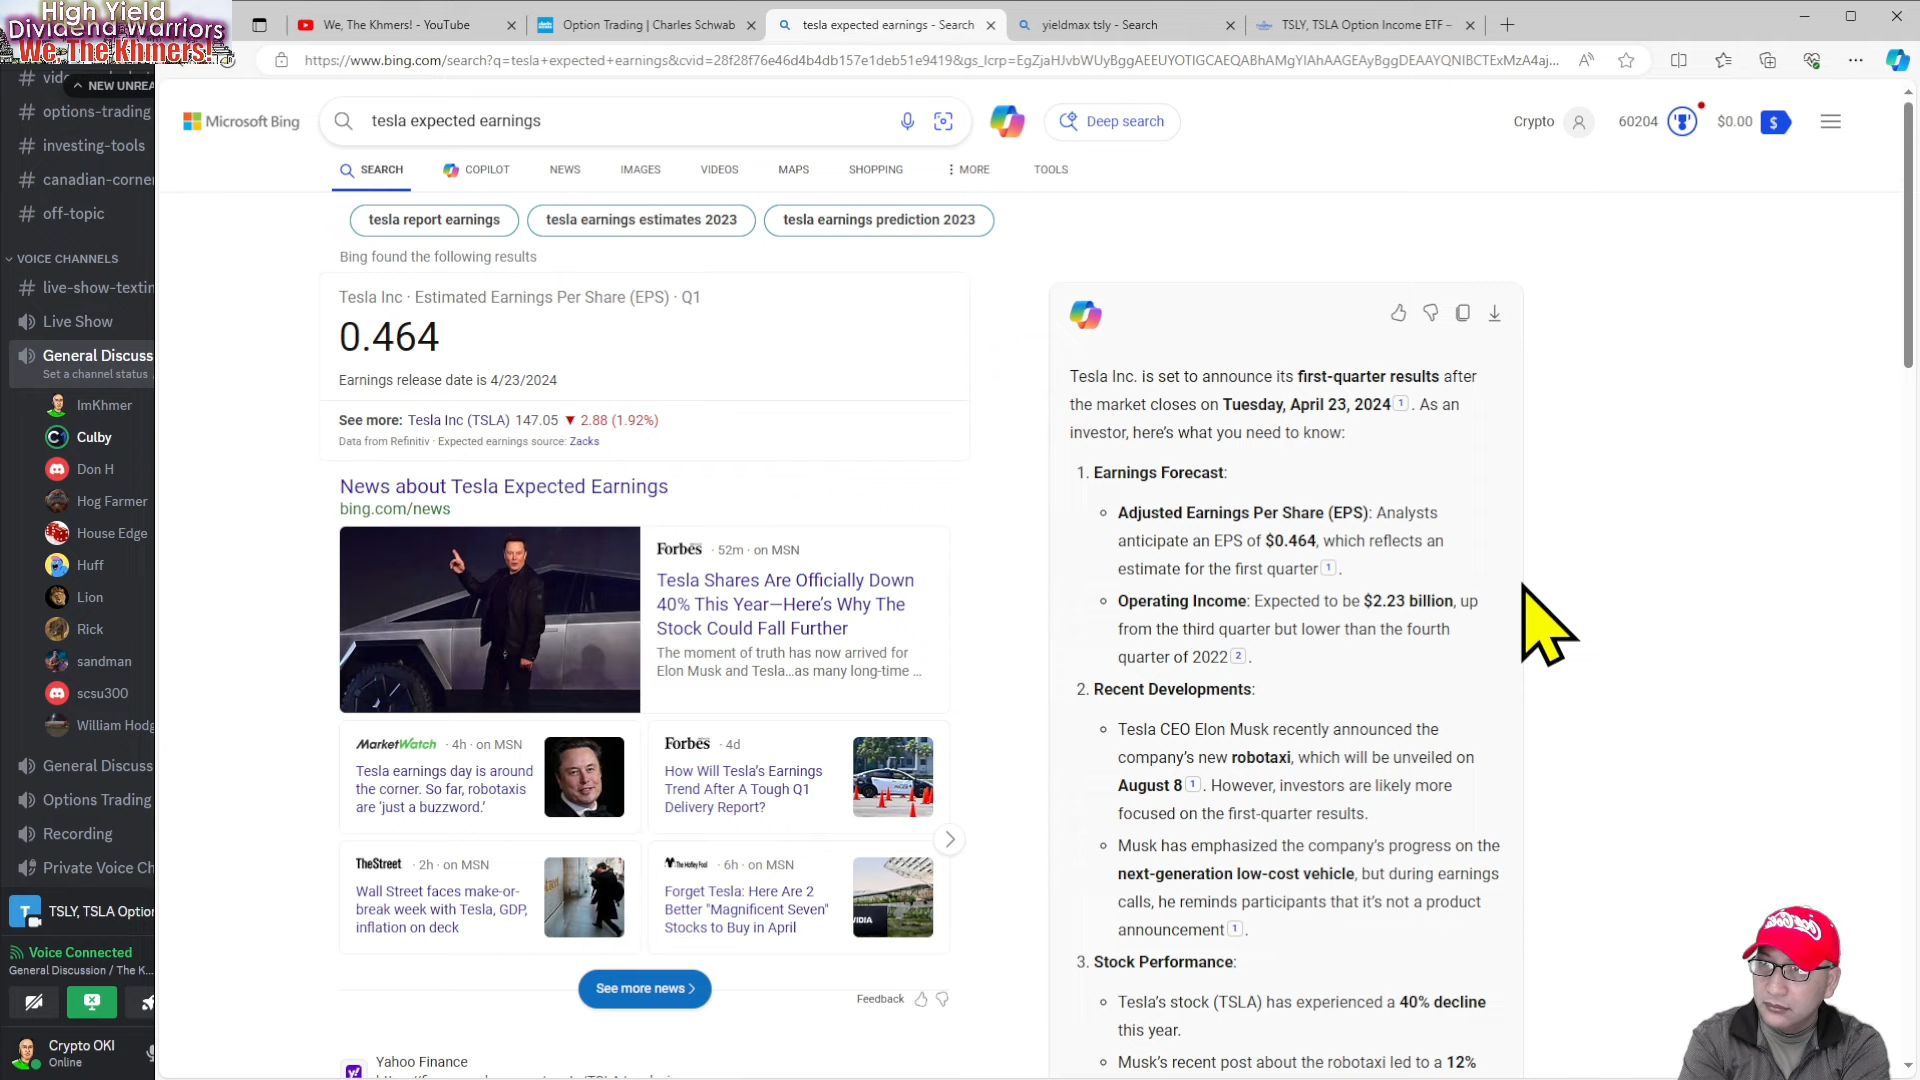 High Yield
Dividend Warriors
We The Khmers!
We, The Khmers! - YouTube
Option Trading | Charles Schwab
tesla expected earnings - Search
yieldmax tsly - Search
TSLY, TSLA Option Income ETF –
https://www.bing.com/search?q=tesla+expected+earnings&cvid=28f28f76e46d4b4db157e1deb51e9419&gs_lcrp=EgZjaHJvbWUyBggAEEUYOTIGCAEQABhAMgYIAhAAGEAyBggDEAAYQNIBCTExMzA4aj...
NEW UNREA
options-trading
investing-tools
canadian-corner
off-topic
VOICE CHANNELS
live-show-textin
Live Show
General Discuss
Set a channel status
ImKhmer
Culby
Don H
Hog Farmer
House Edge
Huff
Lion
Rick
sandman
scsu300
William Hodg
General Discuss
Options Trading
Recording
Private Voice Ch
TSLY, TSLA Optio
Voice Connected
General Discussion / The K...
Crypto OKI
Online
Microsoft Bing
tesla expected earnings
Deep search
Crypto
60204
$0.00
$
SEARCH
COPILOT
NEWS
IMAGES
VIDEOS
MAPS
SHOPPING
MORE
TOOLS
tesla report earnings
tesla earnings estimates 2023
tesla earnings prediction 2023
Bing found the following results
Tesla Inc · Estimated Earnings Per Share (EPS) · Q1
0.464
Earnings release date is 4/23/2024
See more: Tesla Inc (TSLA) 147.05 ▼ 2.88 (1.92%)
Data from Refinitiv · Expected earnings source: Zacks
News about Tesla Expected Earnings
bing.com/news
Forbes · 52m · on MSN
Tesla Shares Are Officially Down
40% This Year—Here's Why The
Stock Could Fall Further
The moment of truth has now arrived for
Elon Musk and Tesla...as many long-time ...
MarketWatch · 4h · on MSN
Tesla earnings day is around
the corner. So far, robotaxis
are 'just a buzzword.'
Forbes · 4d
How Will Tesla's Earnings
Trend After A Tough Q1
Delivery Report?
TheStreet · 2h · on MSN
Wall Street faces make-or-
break week with Tesla, GDP,
inflation on deck
The Motley Fool · 6h · on MSN
Forget Tesla: Here Are 2
Better "Magnificent Seven"
Stocks to Buy in April
VIDIA
See more news
Feedback
Yahoo Finance
Tesla Inc. is set to announce its first-quarter results after
the market closes on Tuesday, April 23, 2024 1 . As an
investor, here's what you need to know:
1. Earnings Forecast:
Adjusted Earnings Per Share (EPS): Analysts
anticipate an EPS of $0.464, which reflects an
estimate for the first quarter 1 .
Operating Income: Expected to be $2.23 billion, up
from the third quarter but lower than the fourth
quarter of 2022 2 .
2. Recent Developments:
Tesla CEO Elon Musk recently announced the
company's new robotaxi, which will be unveiled on
August 8 1 . However, investors are likely more
focused on the first-quarter results.
Musk has emphasized the company's progress on the
next-generation low-cost vehicle, but during earnings
calls, he reminds participants that it's not a product
announcement 1 .
3. Stock Performance:
Tesla's stock (TSLA) has experienced a 40% decline
this year.
Musk's recent post about the robotaxi led to a 12%
Coca-Cola